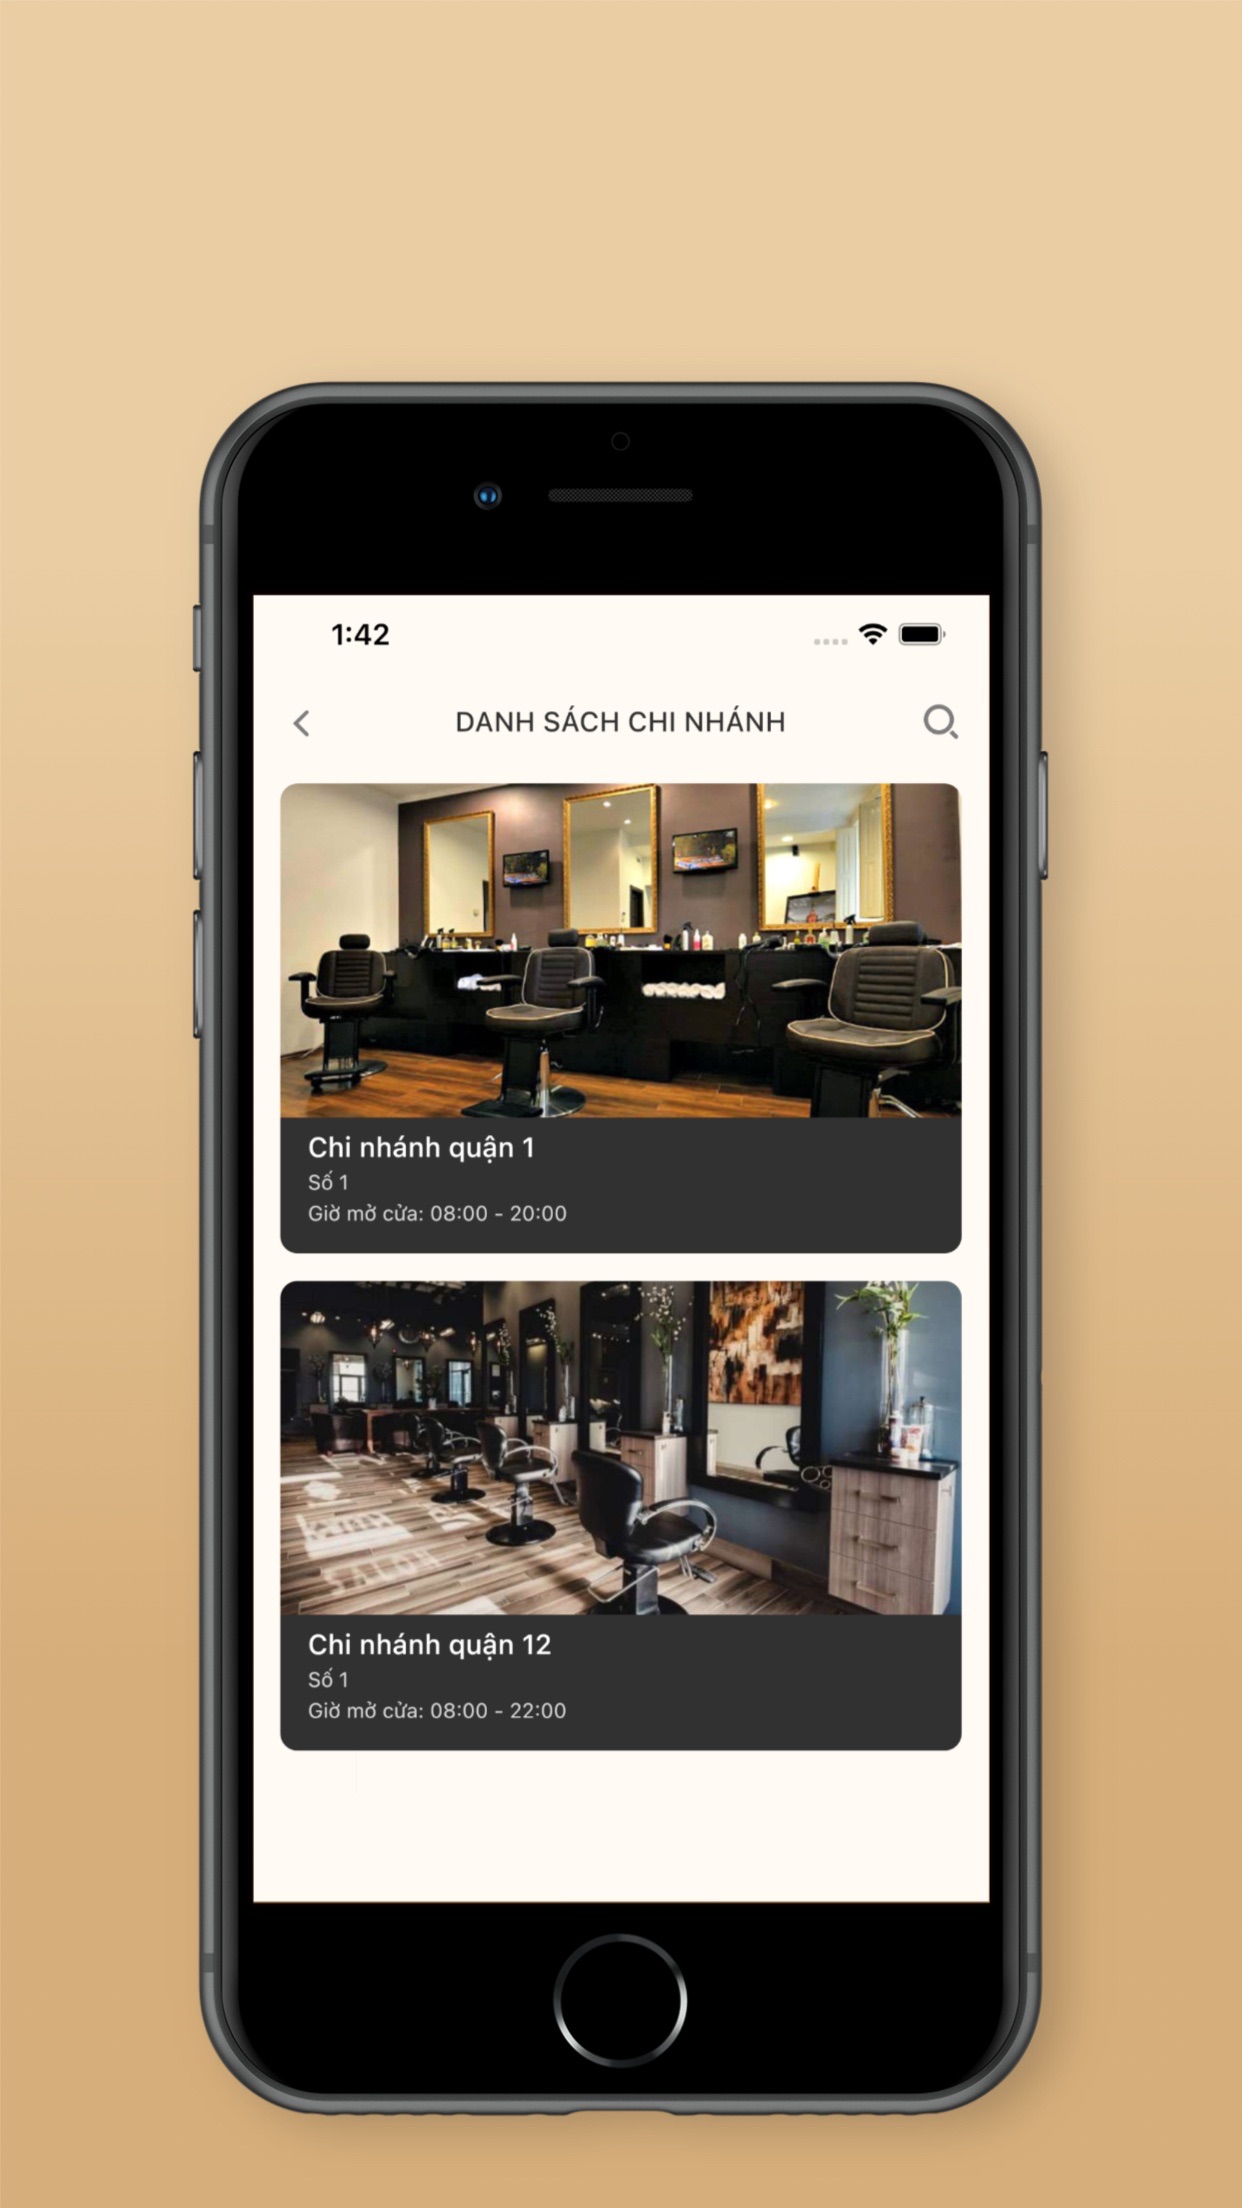 1:42
DANH SÁCH CHI NHÁNH
Chi nhánh quận 1
Số 1
Giờ mở cửa: 08:00 - 20:00
SALON
Chi nhánh quận 12
Số 1
Giờ mở cửa: 08:00 - 22:00